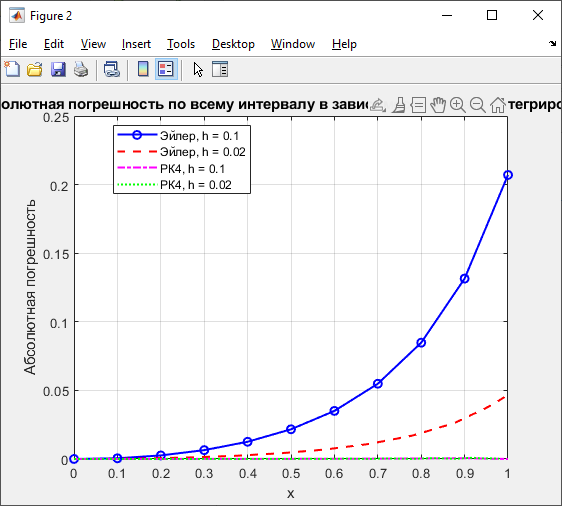 Figure 2
File Edit View Insert Tools Desktop Window Help
олютная погрешность по всему интервалу в зави
тегриро
0.25
0.2
0.15
0.1
0.05
0
Абсолютная погрешность
Эйлер, h = 0.1
Эйлер, h = 0.02
РК4, h = 0.1
РК4, h = 0.02
0 0.1 0.2 0.3 0.4 0.5 0.6 0.7 0.8 0.9 1
x